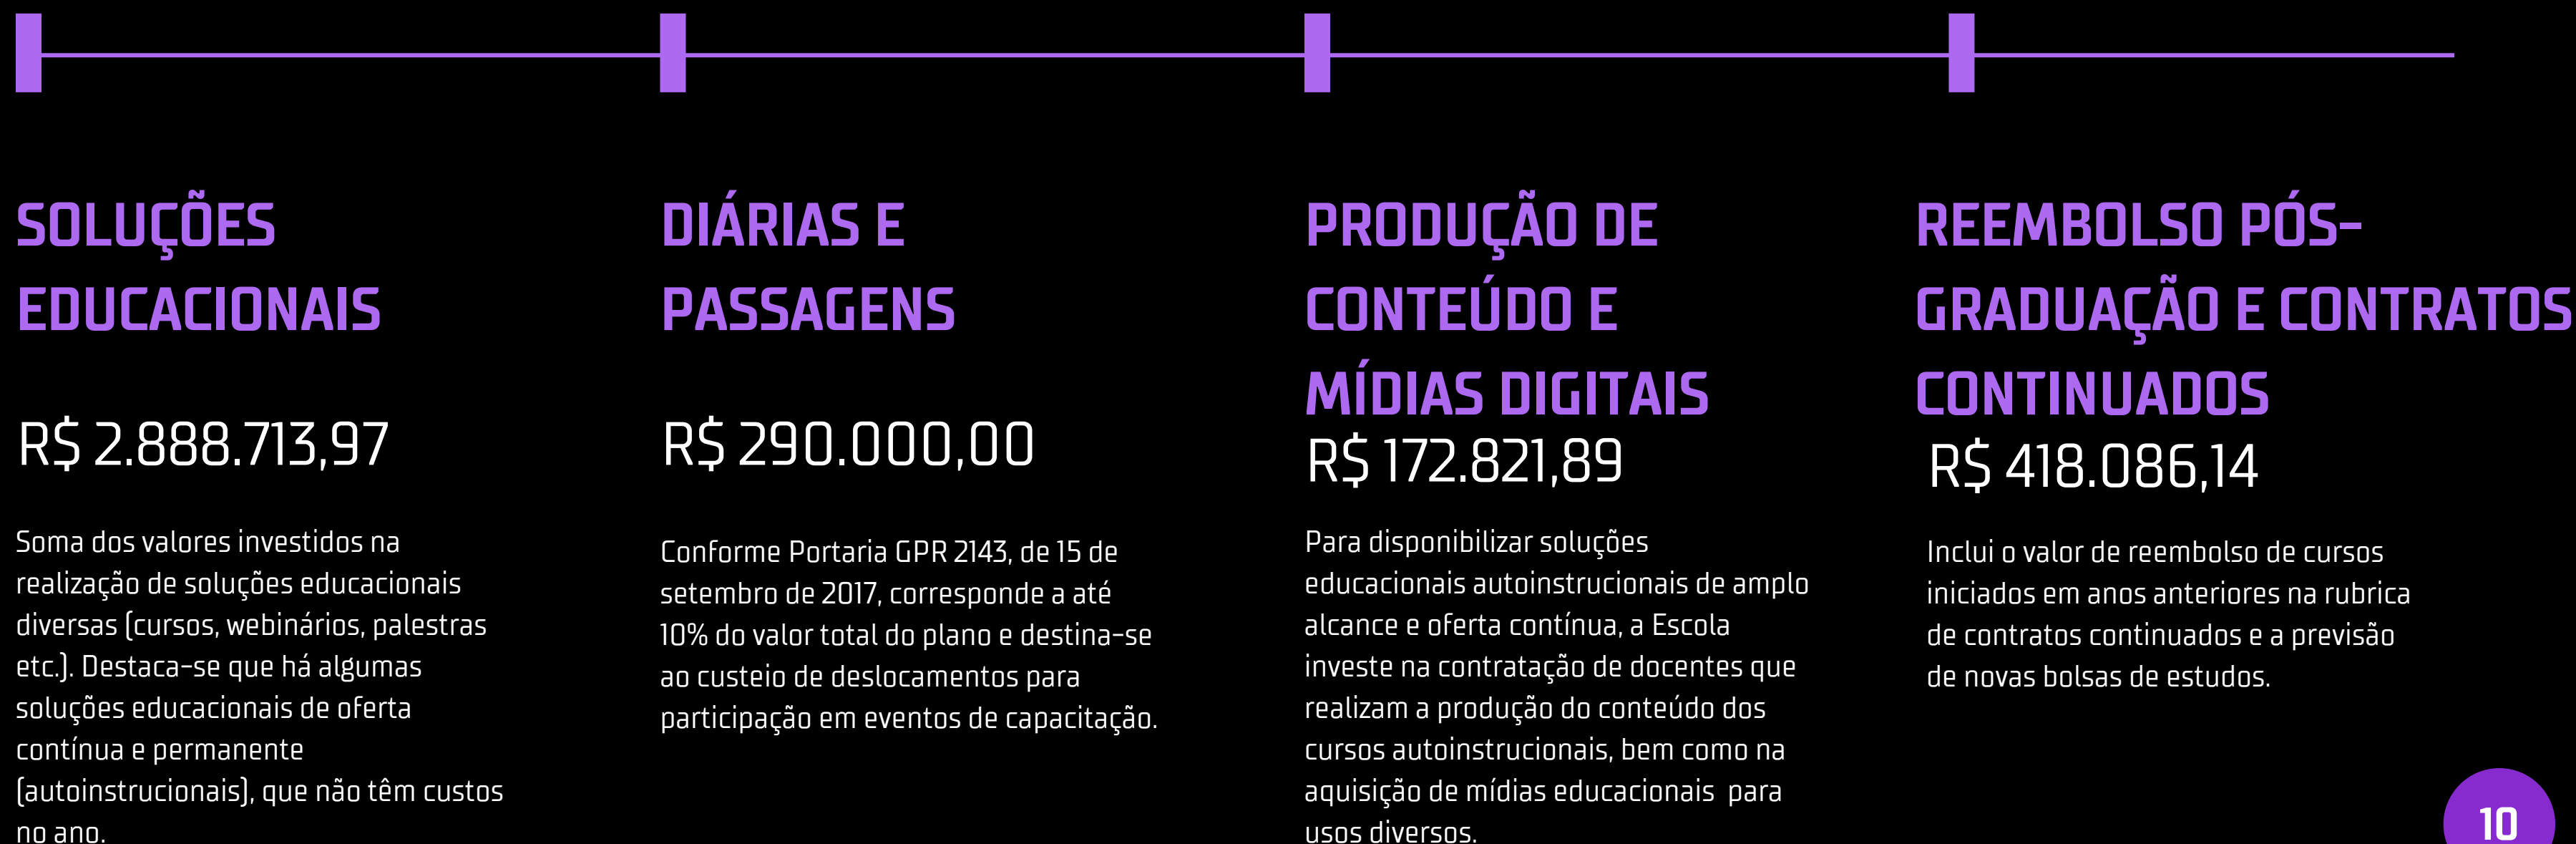 SOLUÇÕES
EDUCACIONAIS
R$ 2.888.713,97
Soma dos valores investidos na
realização de soluções educacionais
diversas (cursos, webinários, palestras
etc.). Destaca-se que há algumas
soluções educacionais de oferta
contínua e permanente
(autoinstrucionais), que não têm custos
no ano.
DIÁRIAS E
PASSAGENS
R$ 290.000,00
Conforme Portaria GPR 2143, de 15 de
setembro de 2017, corresponde a até
10% do valor total do plano e destina-se
ao custeio de deslocamentos para
participação em eventos de capacitação.
PRODUÇÃO DE
CONTEÚDO E
MÍDIAS DIGITAIS
R$ 172.821,89
Para disponibilizar soluções
educacionais autoinstrucionais de amplo
alcance e oferta contínua, a Escola
investe na contratação de docentes que
realizam a produção do conteúdo dos
cursos autoinstrucionais, bem como na
aquisição de mídias educacionais para
usos diversos.
REEMBOLSO PÓS-
GRADUAÇÃO E CONTRATOS
CONTINUADOS
R$ 418.086,14
Inclui o valor de reembolso de cursos
iniciados em anos anteriores na rubrica
de contratos continuados e a previsão
de novas bolsas de estudos.
10